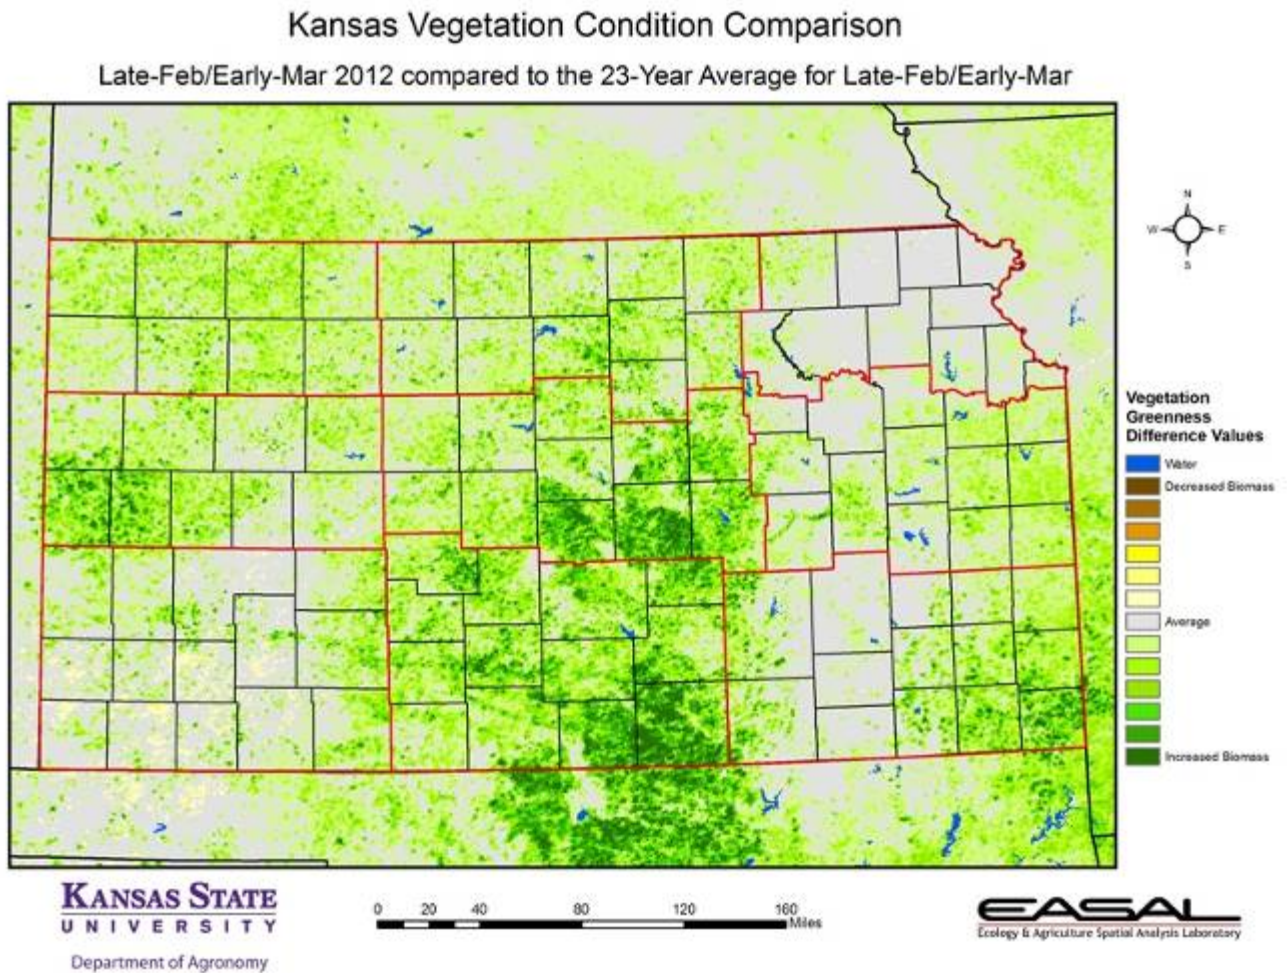 Kansas Vegetation Condition Comparison
Late-Feb/Early-Mar 2012 compared to the 23-Year Average for Late-Feb/Early-Mar
N
W E
S
Vegetation
Greenness
Difference Values
Water
Decreased Biomass
Average
Increased Biomass
KANSAS STATE
UNIVERSITY
Department of Agronomy
0 20 40 80 120 160
Miles
EASAL
Ecology & Agriculture Spatial Analysis Laboratory